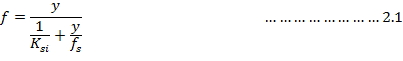 f = y / (1/K_si + y/f_s) … … … … … … … … 2.1